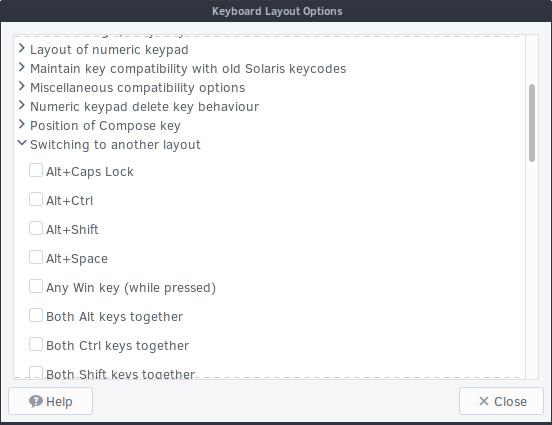 Keyboard Layout Options
Layout of numeric keypad
Maintain key compatibility with old Solaris keycodes
Miscellaneous compatibility options
Numeric keypad delete key behaviour
Position of Compose key
Switching to another layout
Alt+Caps Lock
Alt+Ctrl
Alt+Shift
Alt+Space
Any Win key (while pressed)
Both Alt keys together
Both Ctrl keys together
Both Shift keys together
Help
Close